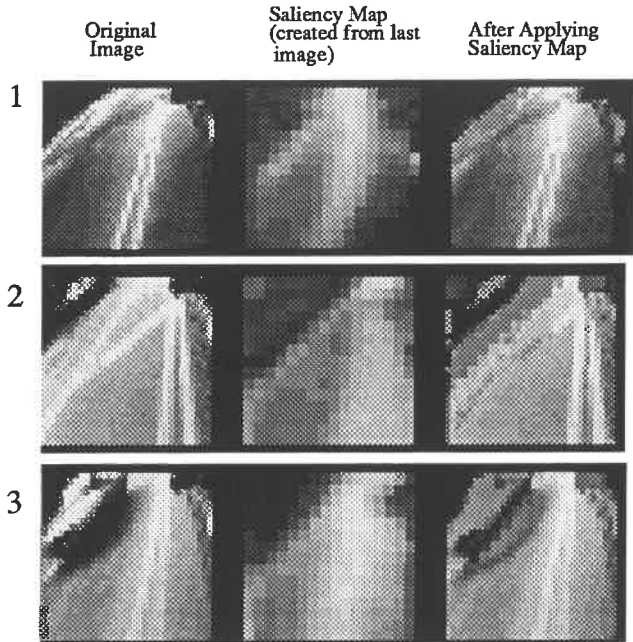 Original
Image
Saliency Map
(created from last
image)
After Applying
Saliency Map
1
2
3